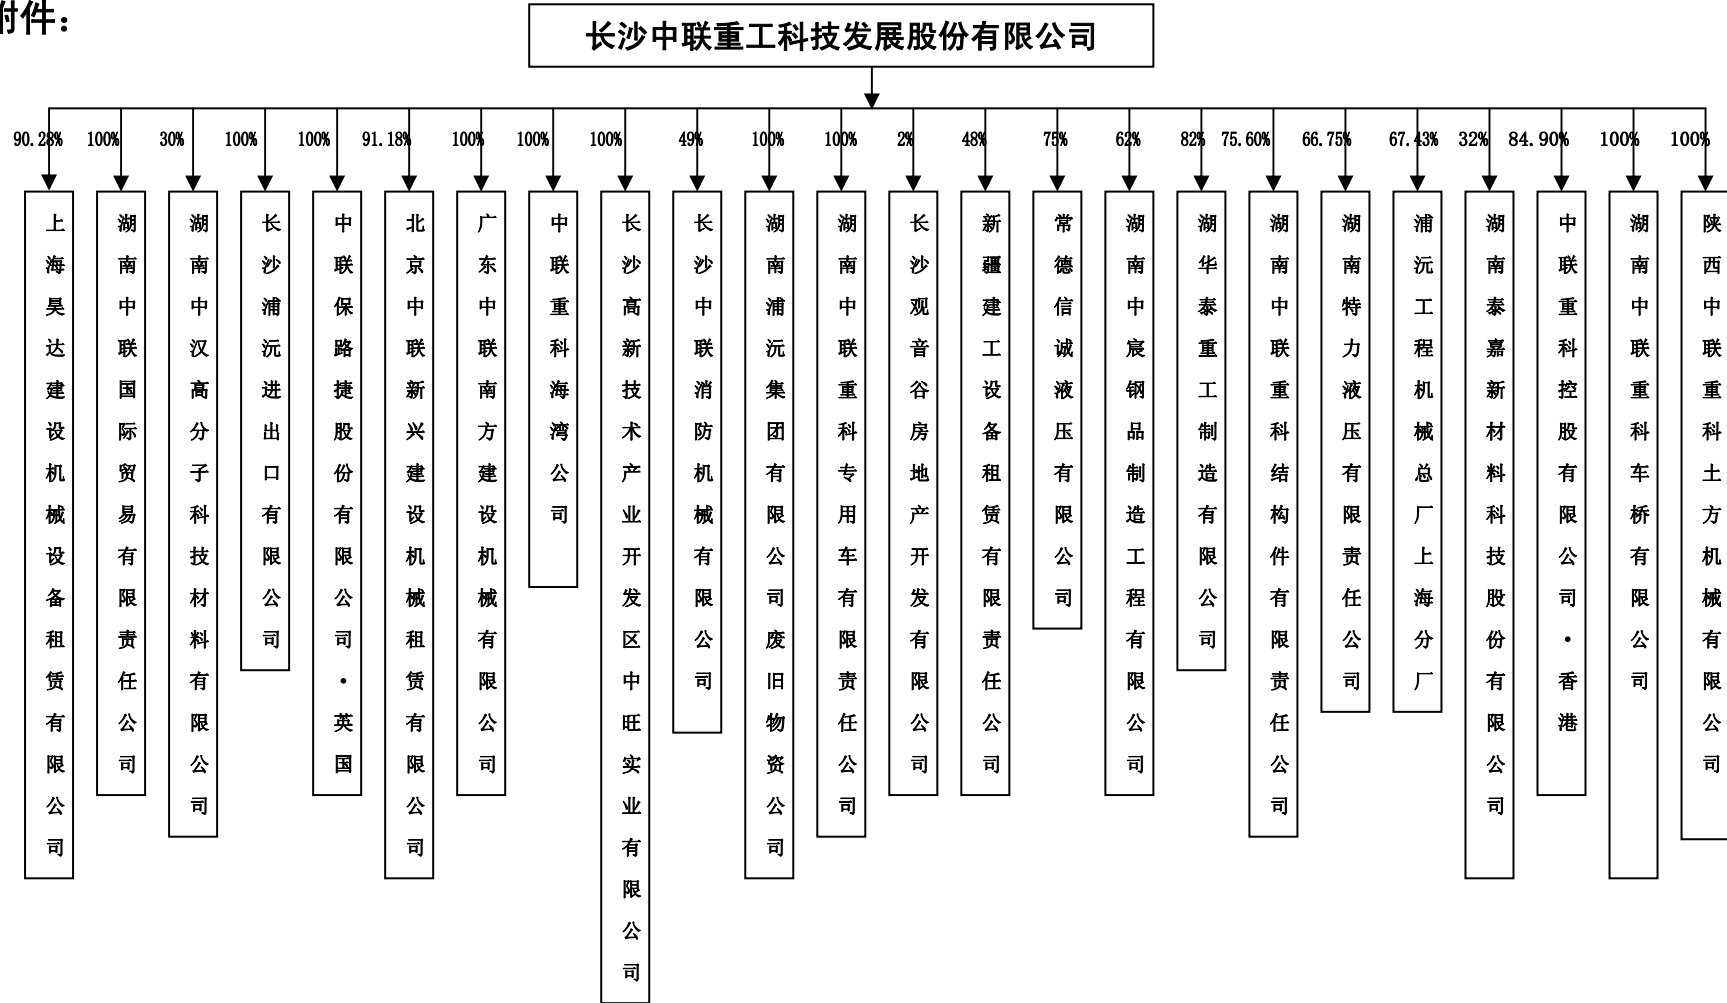 附件：
长沙中联重工科技发展股份有限公司
90.28% 100% 30% 100% 100% 91.18% 100% 100% 100% 49% 100% 100% 2% 48% 75% 62% 82% 75.60% 66.75% 67.43% 32% 84.90% 100% 100%
上海昊达建设机械设备租赁有限公司
湖南中联国际贸易有限责任公司
湖南中汉高分子科技材料有限公司
长沙浦沅进出口有限公司
中联保路捷股份有限公司·英国
北京中联新兴建设机械租赁有限公司
广东中联南方建设机械有限公司
中联重科海湾公司
长沙高新技术产业开发区中旺实业有限公司
长沙中联消防机械有限公司
湖南浦沅集团有限公司废旧物资公司
湖南中联重科专用车有限责任公司
长沙观音谷房地产开发有限公司
新疆建工设备租赁有限责任公司
常德信诚液压有限公司
湖南中宸钢品制造工程有限公司
湖华泰重工制造有限公司
湖南中联重科结构件有限责任公司
湖南特力液压有限责任公司
浦沅工程机械总厂上海分厂
湖南泰嘉新材料科技股份有限公司
中联重科控股有限公司·香港
湖南中联重科车桥有限公司
陕西中联重科土方机械有限公司